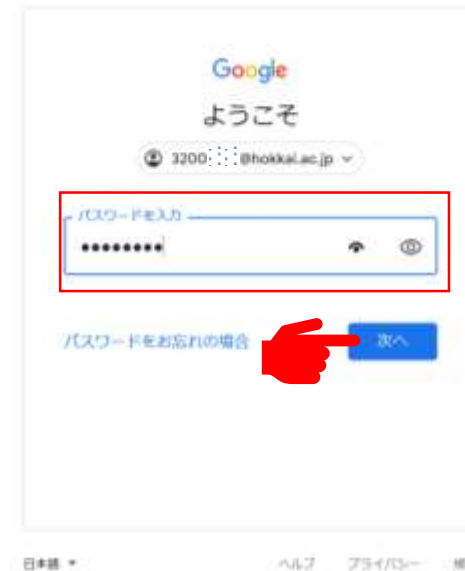 Google
ようこそ
3200 @hokkai.ac.jp
パスワードを入力
••••••••
パスワードをお忘れの場合
次へ
日本語
ヘルプ プライバシー